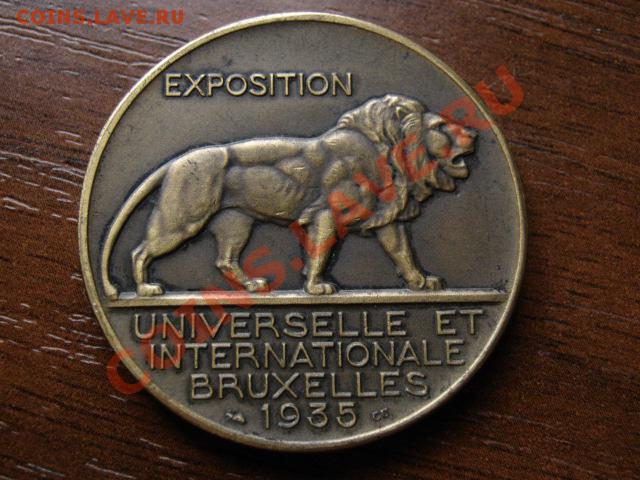 COINS.LAVE.RU
EXPOSITION
COINS.LAVE.RU
UNIVERSELLE ET
INTERNATIONALE
BRUXELLES
1935